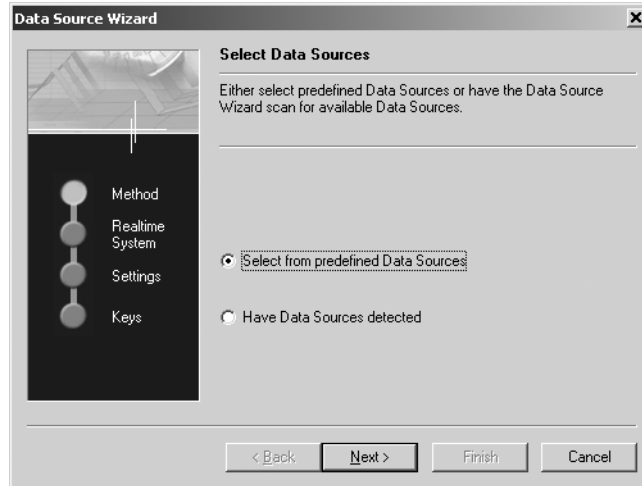 Data Source Wizard
Select Data Sources
Either select predefined Data Sources or have the Data Source
Wizard scan for available Data Sources.
Method
Realtime
System
Settings
Keys
Select from predefined Data Sources
Have Data Sources detected
< Back
Next >
Finish
Cancel